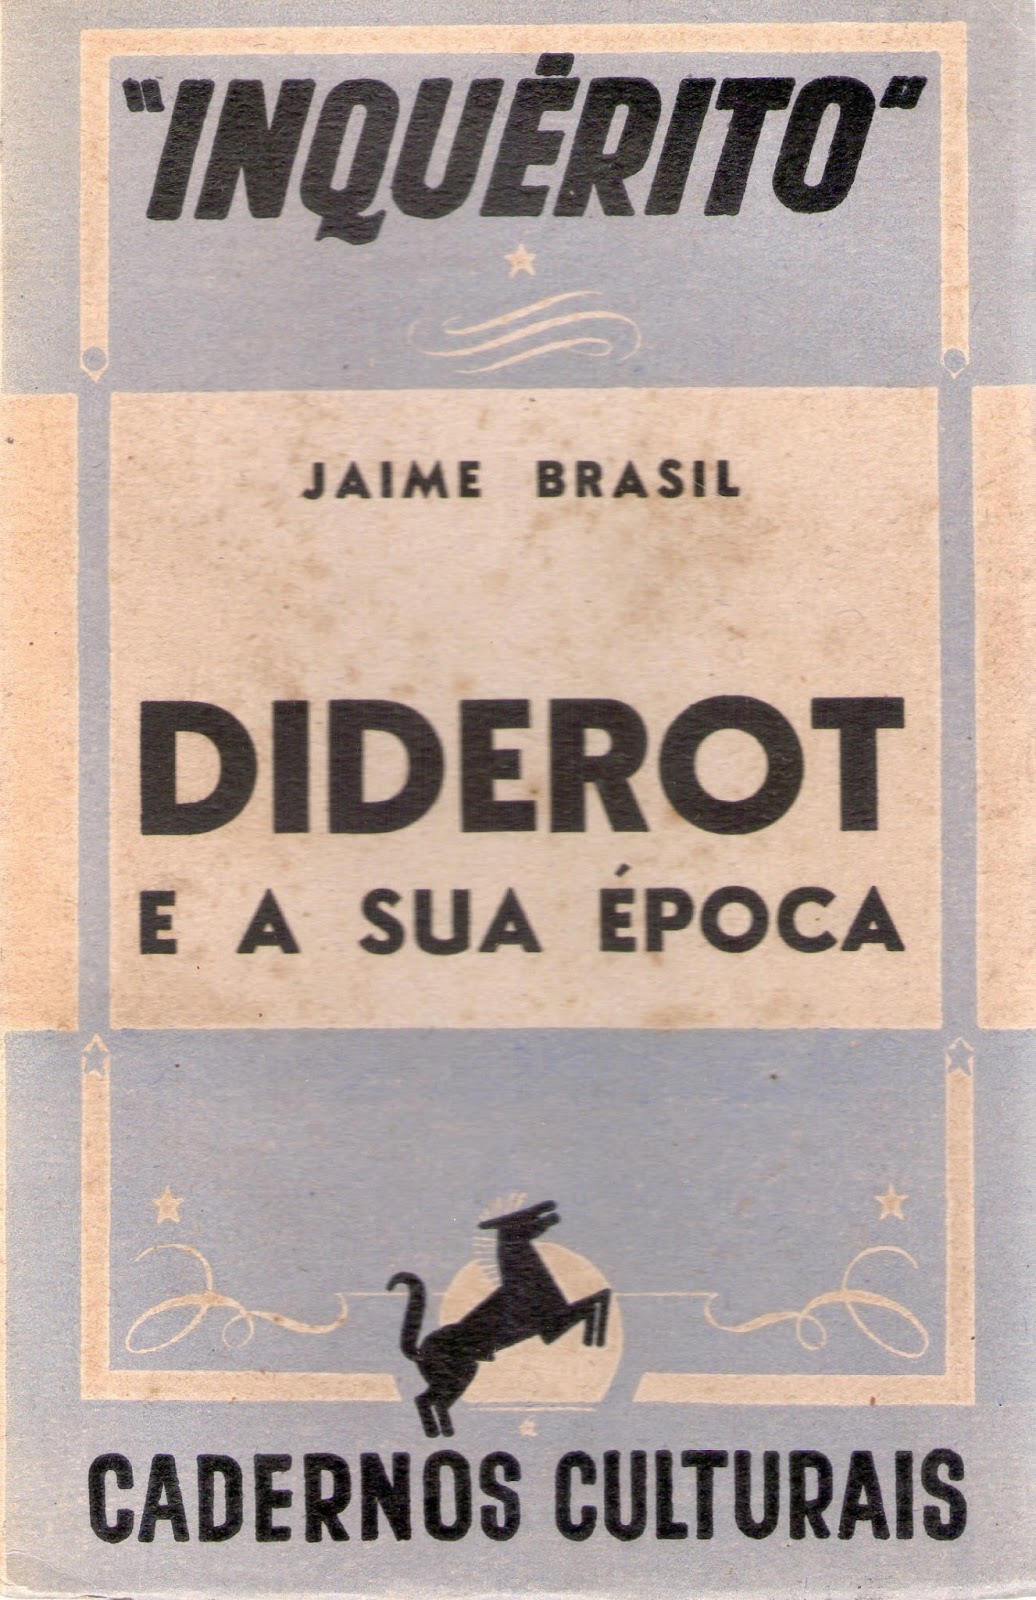 "INQUÉRITO"
JAIME BRASIL
DIDEROT
E A SUA ÉPOCA
CADERNOS CULTURAIS